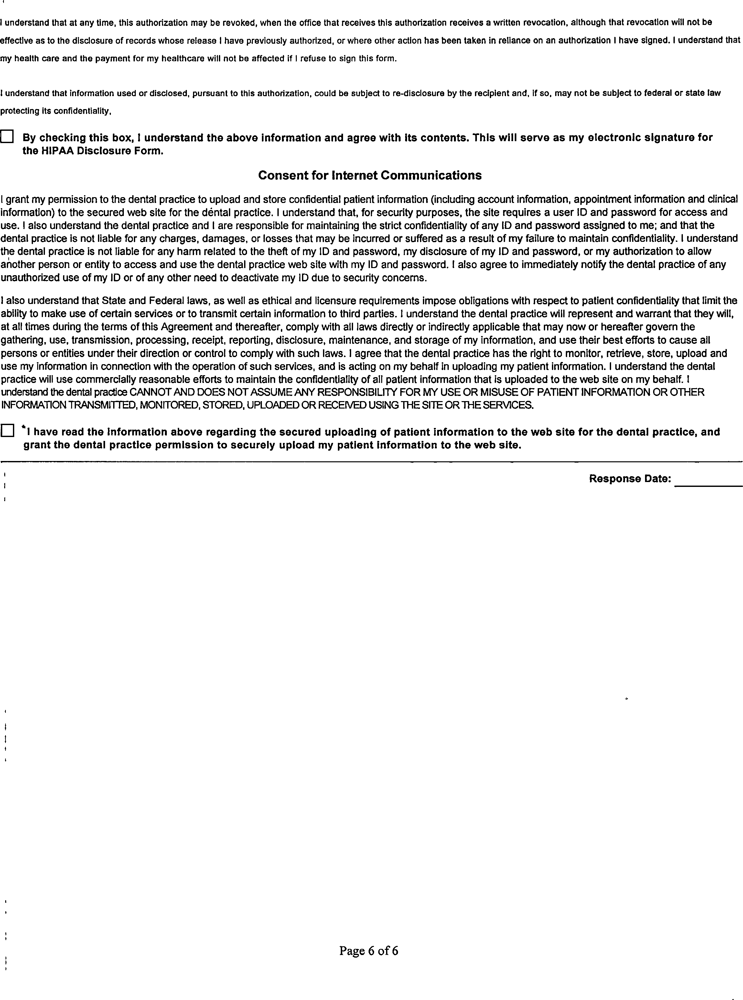 I understand that at any time, this authorization may be revoked, when the office that receives this authorization receives a written revocation, although that revocation will not be
effective as to the disclosure of records whose release I have previously authorized, or where other action has been taken in reliance on an authorization I have signed. I understand that
my health care and the payment for my healthcare will not be affected if I refuse to sign this form.
I understand that information used or disclosed, pursuant to this authorization, could be subject to re-disclosure by the recipient and, if so, may not be subject to federal or state law
protecting its confidentiality.
By checking this box, I understand the above information and agree with its contents. This will serve as my electronic signature for
the HIPAA Disclosure Form.
Consent for Internet Communications
I grant my permission to the dental practice to upload and store confidential patient information (including account information, appointment information and clinical
information) to the secured web site for the dental practice. I understand that, for security purposes, the site requires a user ID and password for access and
use. I also understand the dental practice and I are responsible for maintaining the strict confidentiality of any ID and password assigned to me; and that the
dental practice is not liable for any charges, damages, or losses that may be incurred or suffered as a result of my failure to maintain confidentiality. I understand
the dental practice is not liable for any harm related to the theft of my ID and password, my disclosure of my ID and password, or my authorization to allow
another person or entity to access and use the dental practice web site with my ID and password. I also agree to immediately notify the dental practice of any
unauthorized use of my ID or of any other need to deactivate my ID due to security concerns.
I also understand that State and Federal laws, as well as ethical and licensure requirements impose obligations with respect to patient confidentiality that limit the
ability to make use of certain services or to transmit certain information to third parties. I understand the dental practice will represent and warrant that they will,
at all times during the terms of this Agreement and thereafter, comply with all laws directly or indirectly applicable that may now or hereafter govern the
gathering, use, transmission, processing, receipt, reporting, disclosure, maintenance, and storage of my information, and use their best efforts to cause all
persons or entities under their direction or control to comply with such laws. I agree that the dental practice has the right to monitor, retrieve, store, upload and
use my information in connection with the operation of such services, and is acting on my behalf in uploading my patient information. I understand the dental
practice will use commercially reasonable efforts to maintain the confidentiality of all patient information that is uploaded to the web site on my behalf. I
understand the dental practice CANNOT AND DOES NOT ASSUME ANY RESPONSIBILITY FOR MY USE OR MISUSE OF PATIENT INFORMATION OR OTHER
INFORMATION TRANSMITTED, MONITORED, STORED, UPLOADED OR RECEIVED USING THE SITE OR THE SERVICES.
*I have read the information above regarding the secured uploading of patient information to the web site for the dental practice, and
grant the dental practice permission to securely upload my patient information to the web site.
Response Date:
Page 6 of 6